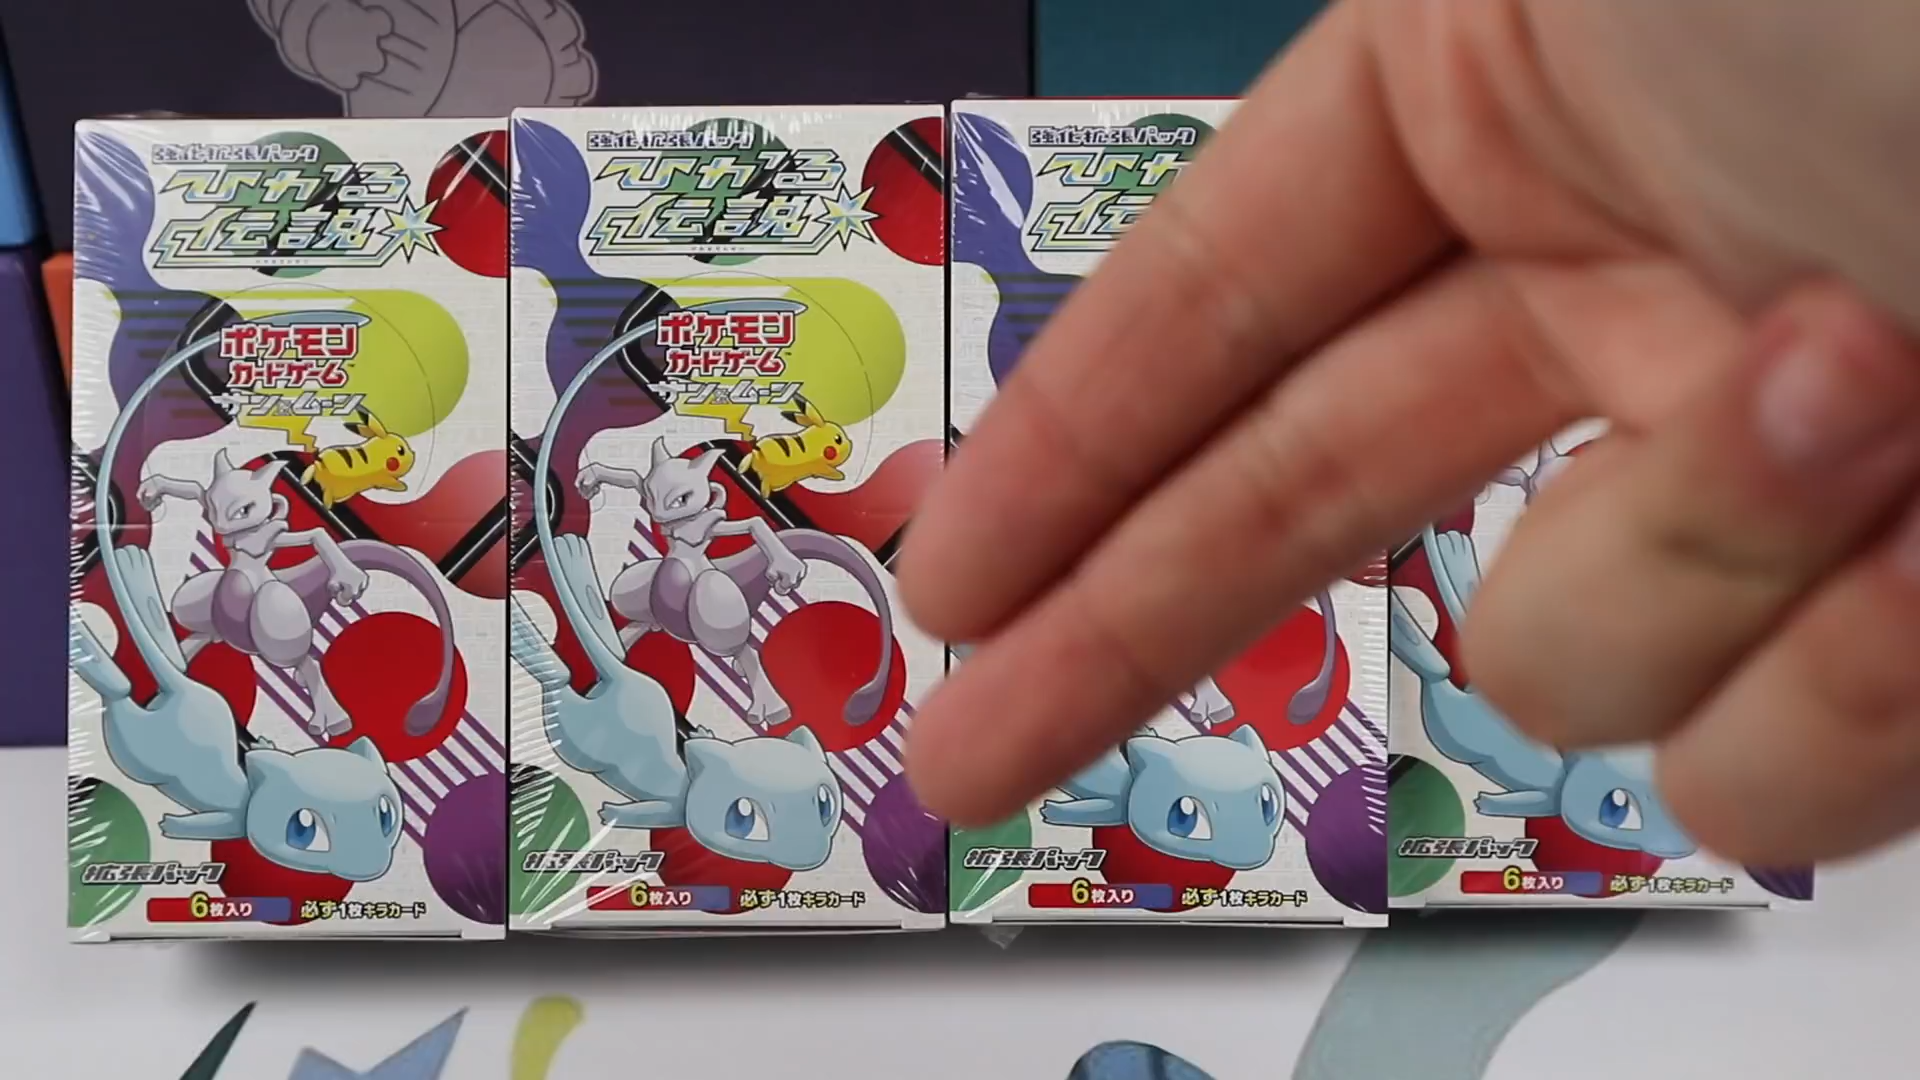 強化拡張パック
ひかる
伝説
ポケモン
カードゲーム™
サン&ムーン
拡張パック
6枚入り 必ず1枚キラカード
強化拡張パック
ひかる
伝説
ポケモン
カードゲーム™
サン&ムーン
拡張パック
6枚入り 必ず1枚キラカード
強化拡張パック
ひか
伝
拡張パック
6枚入り 必ず1枚キラカード
拡張パック
6枚入り 必ず1枚キラカード